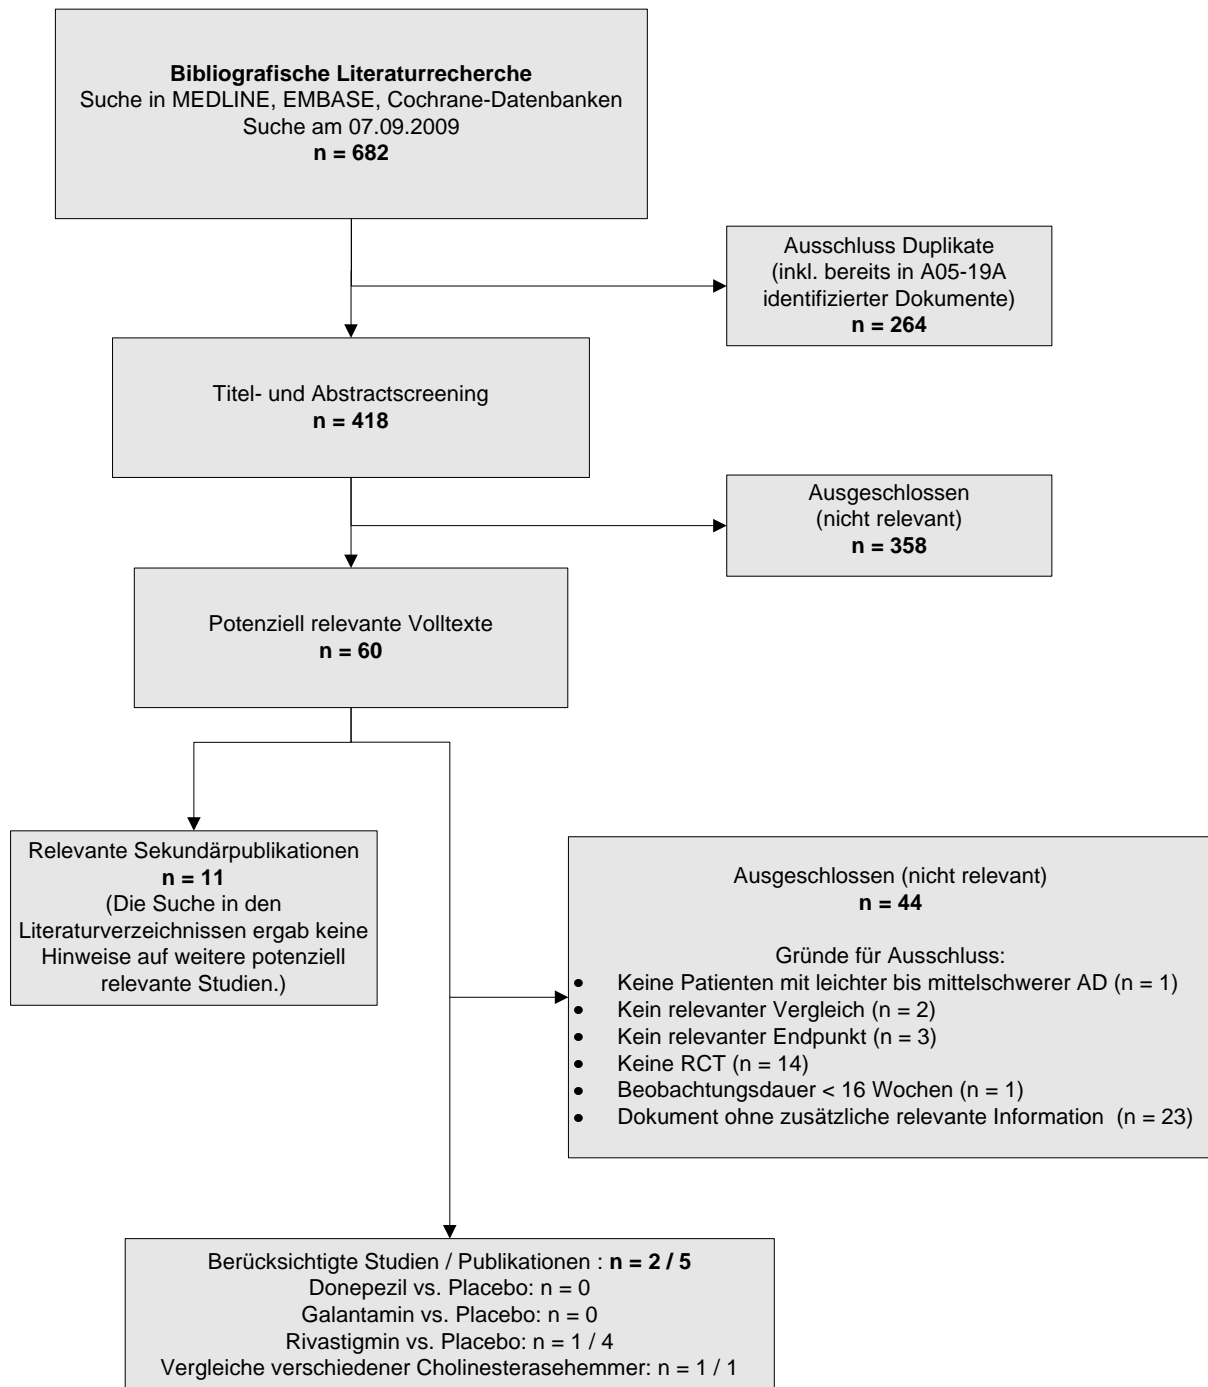 Bibliografische Literaturrecherche
Suche in MEDLINE, EMBASE, Cochrane-Datenbanken
Suche am 07.09.2009
n = 682
Ausschluss Duplikate
(inkl. bereits in A05-19A
identifizierter Dokumente)
n = 264
Titel- und Abstractscreening
n = 418
Ausgeschlossen
(nicht relevant)
n = 358
Potenziell relevante Volltexte
n = 60
Relevante Sekundärpublikationen
n = 11
(Die Suche in den
Literaturverzeichnissen ergab keine
Hinweise auf weitere potenziell
relevante Studien.)
Ausgeschlossen (nicht relevant)
n = 44
Gründe für Ausschluss:
• Keine Patienten mit leichter bis mittelschwerer AD (n = 1)
• Kein relevanter Vergleich (n = 2)
• Kein relevanter Endpunkt (n = 3)
• Keine RCT (n = 14)
• Beobachtungsdauer < 16 Wochen (n = 1)
• Dokument ohne zusätzliche relevante Information (n = 23)
Berücksichtigte Studien / Publikationen : n = 2 / 5
Donepezil vs. Placebo: n = 0
Galantamin vs. Placebo: n = 0
Rivastigmin vs. Placebo: n = 1 / 4
Vergleiche verschiedener Cholinesterasehemmer: n = 1 / 1